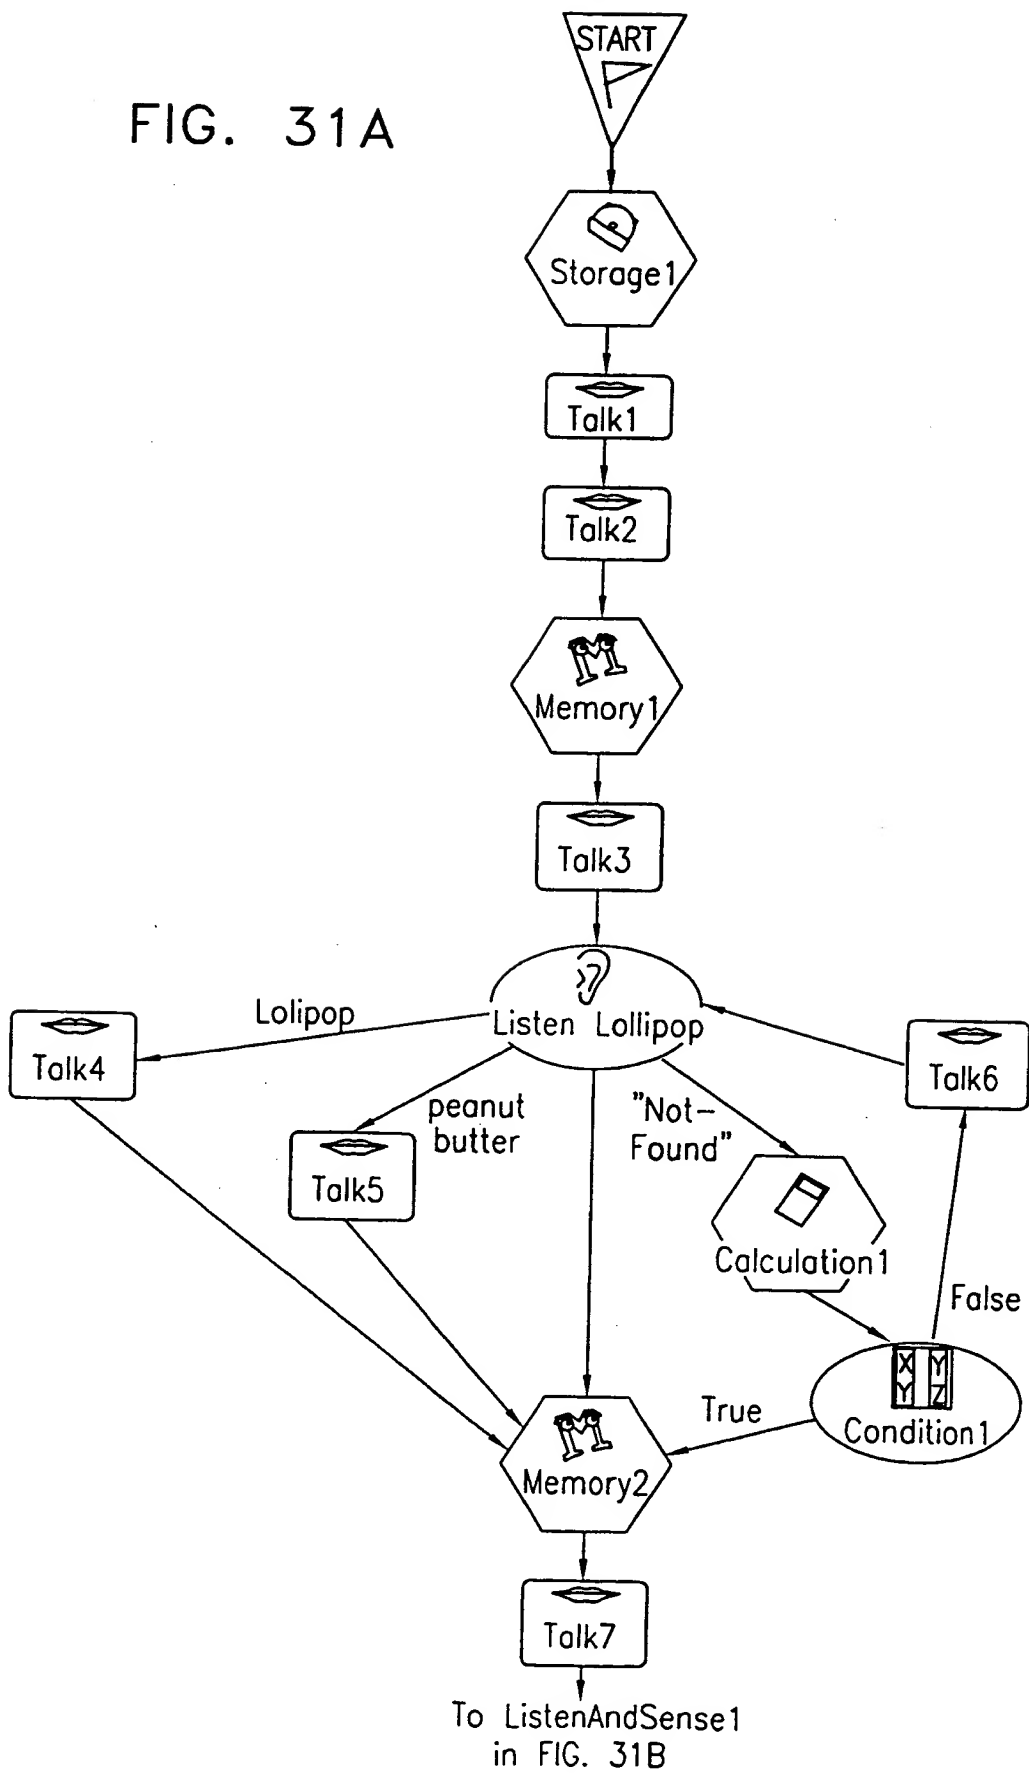 START
FIG. 31A
Storage1
Talk1
Talk2
Memory1
Talk3
Listen Lollipop
Lolipop
Talk4
peanut
butter
Talk5
"Not-
Found"
Calculation1
Talk6
False
X Y
Y Z
Condition1
True
Memory2
Talk7
To ListenAndSense1
in FIG. 31B